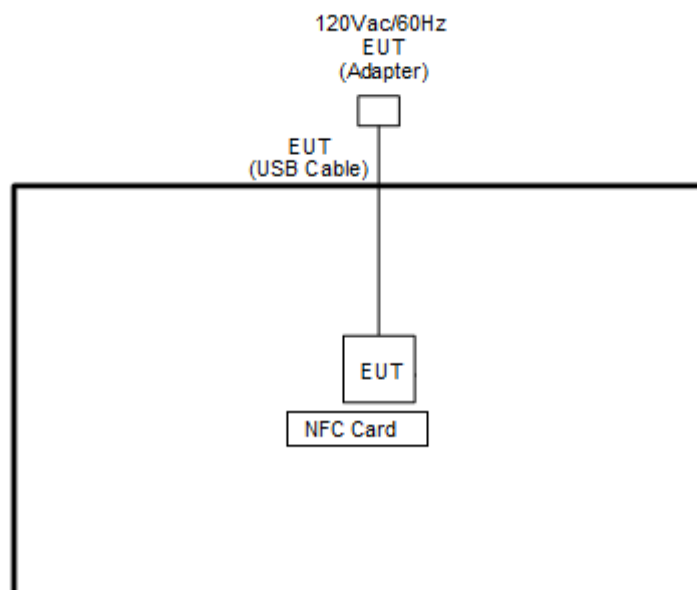 120Vac/60Hz
EUT
(Adapter)
EUT
(USB Cable)
EUT
NFC Card